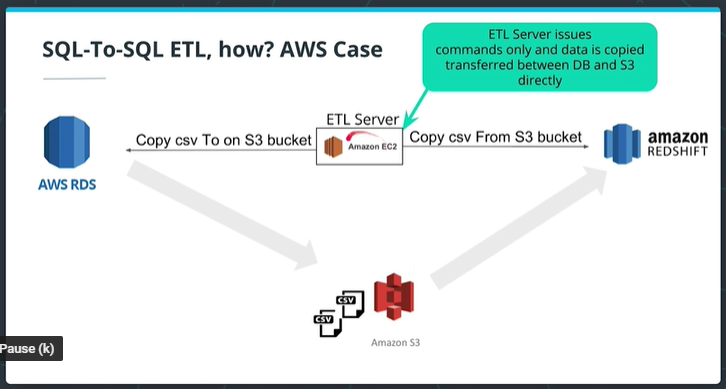 SQL-To-SQL ETL, how? AWS Case
ETL Server issues
commands only and data is copied
transferred between DB and S3
directly
ETL Server
Copy csv To on S3 bucket
Amazon EC2
Copy csv From S3 bucket
amazon
REDSHIFT
AWS RDS
CSV
CSV
Pause (k)
Amazon S3